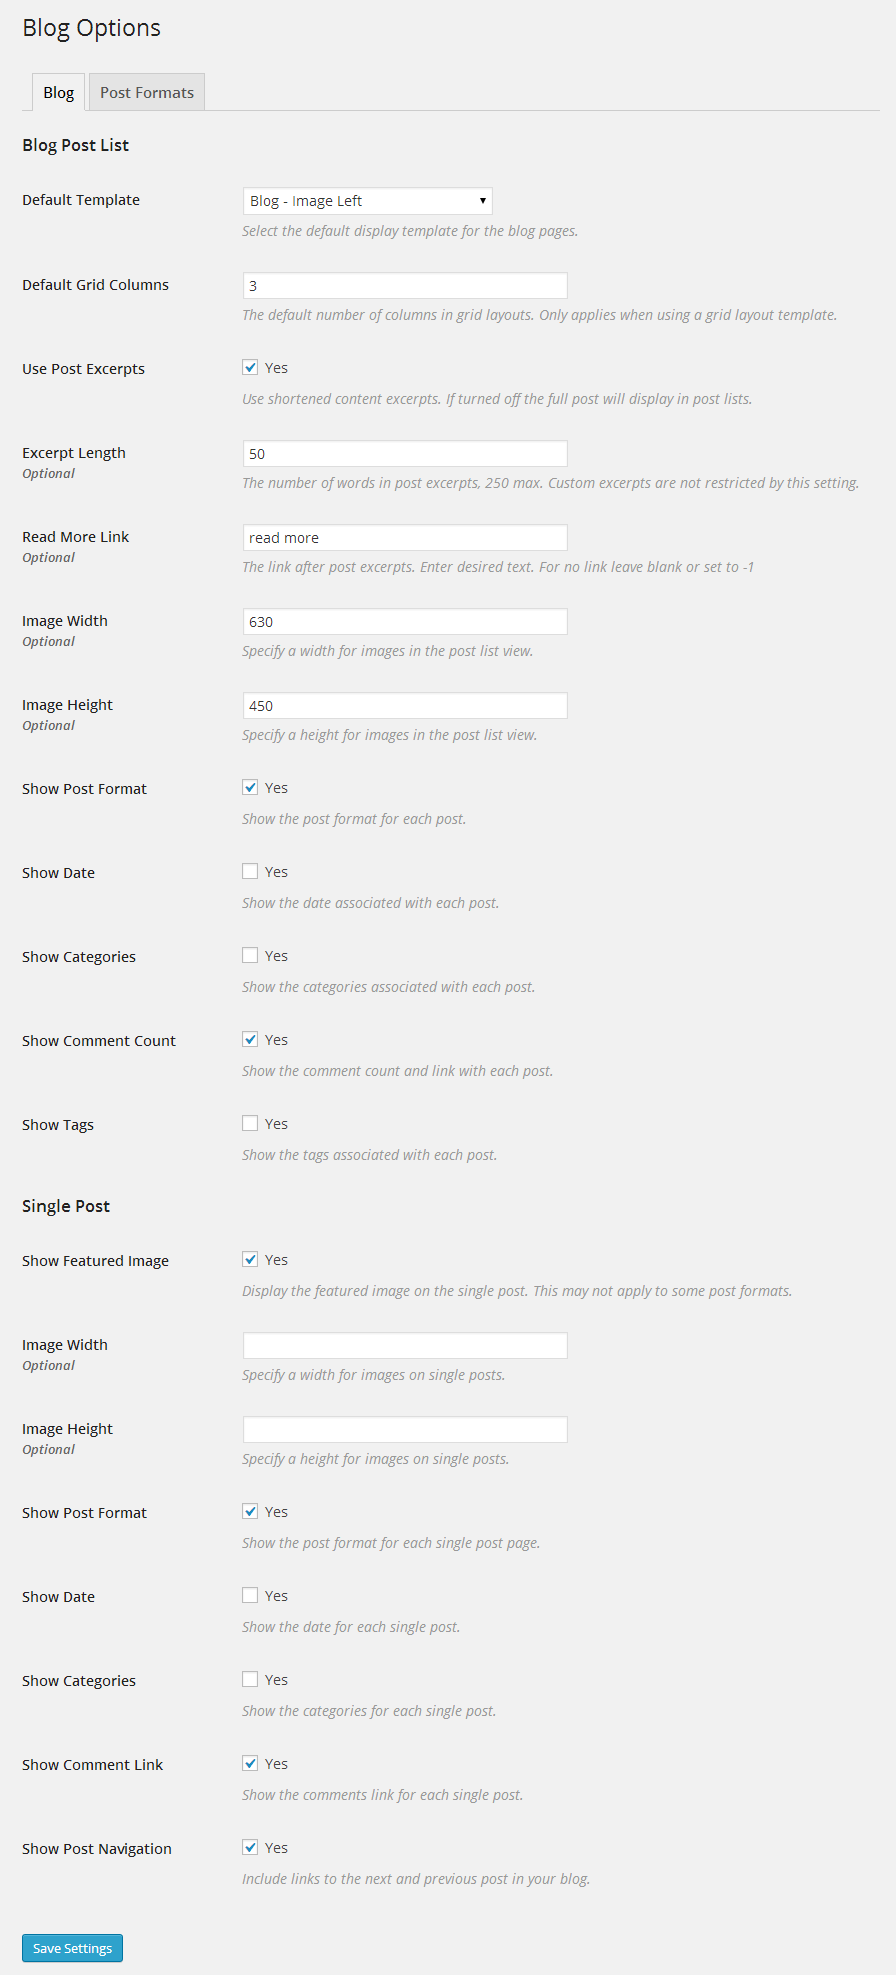 Blog Options
Blog
Post Formats
Blog Post List
Default Template
Blog - Image Left
Select the default display template for the blog pages.
Default Grid Columns
3
The default number of columns in grid layouts. Only applies when using a grid layout template.
Use Post Excerpts
Yes
Use shortened content excerpts. If turned off the full post will display in post lists.
Excerpt Length
Optional
50
The number of words in post excerpts, 250 max. Custom excerpts are not restricted by this setting.
Read More Link
Optional
read more
The link after post excerpts. Enter desired text. For no link leave blank or set to -1
Image Width
Optional
630
Specify a width for images in the post list view.
Image Height
Optional
450
Specify a height for images in the post list view.
Show Post Format
Yes
Show the post format for each post.
Show Date
Yes
Show the date associated with each post.
Show Categories
Yes
Show the categories associated with each post.
Show Comment Count
Yes
Show the comment count and link with each post.
Show Tags
Yes
Show the tags associated with each post.
Single Post
Show Featured Image
Yes
Display the featured image on the single post. This may not apply to some post formats.
Image Width
Optional
Specify a width for images on single posts.
Image Height
Optional
Specify a height for images on single posts.
Show Post Format
Yes
Show the post format for each single post page.
Show Date
Yes
Show the date for each single post.
Show Categories
Yes
Show the categories for each single post.
Show Comment Link
Yes
Show the comments link for each single post.
Show Post Navigation
Yes
Include links to the next and previous post in your blog.
Save Settings